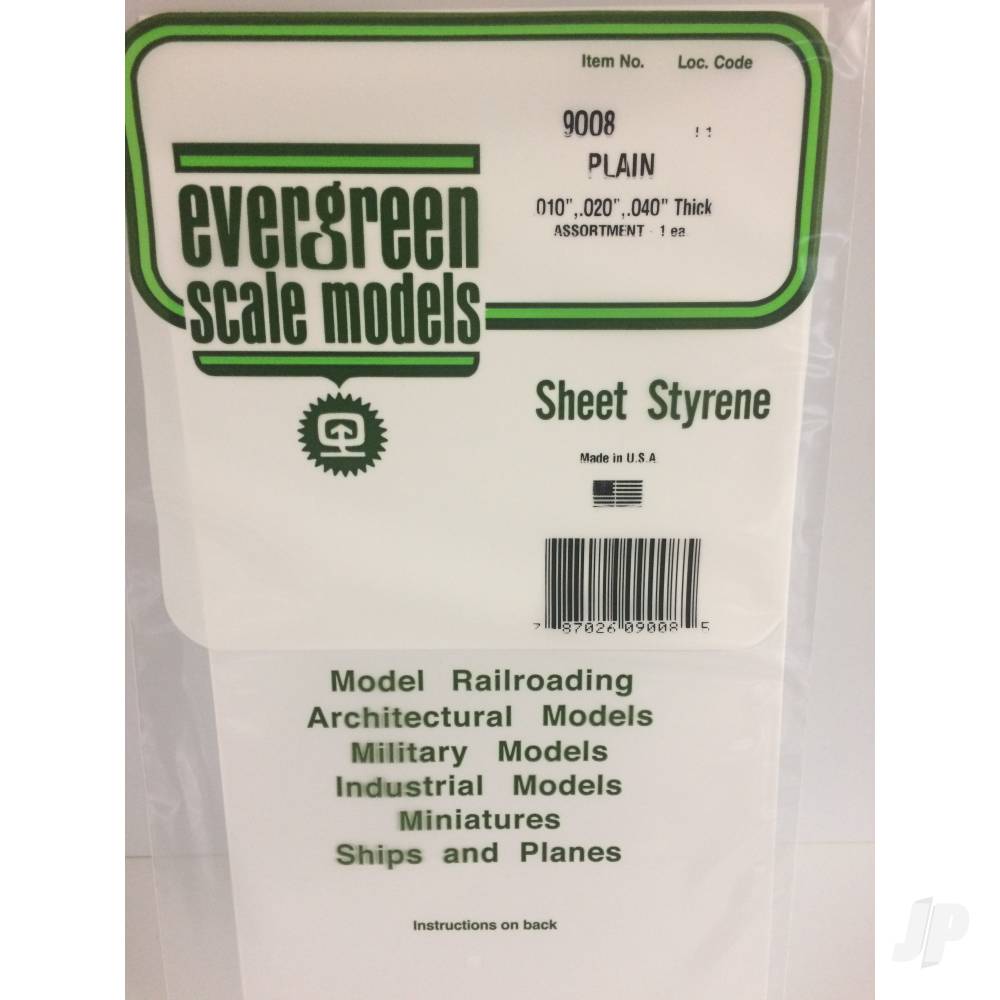 Item No. Loc. Code
9008
PLAIN
.010",.020",.040" Thick
ASSORTMENT - 1 ea.
evergreen
scale models
Sheet Styrene
Made in U.S.A.
7 87026 09008 5
Model Railroading
Architectural Models
Military Models
Industrial Models
Miniatures
Ships and Planes
Instructions on back
JP